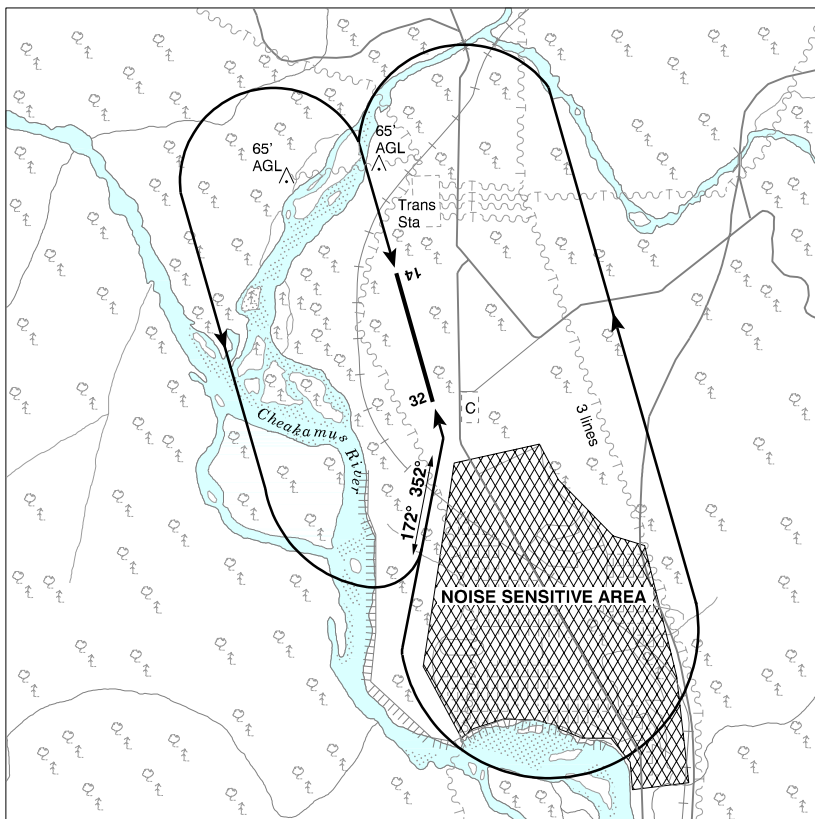 65'
AGL
65'
AGL
Trans
Sta
14
32
C
3 lines
Cheakamus River
172° 352°
NOISE SENSITIVE AREA